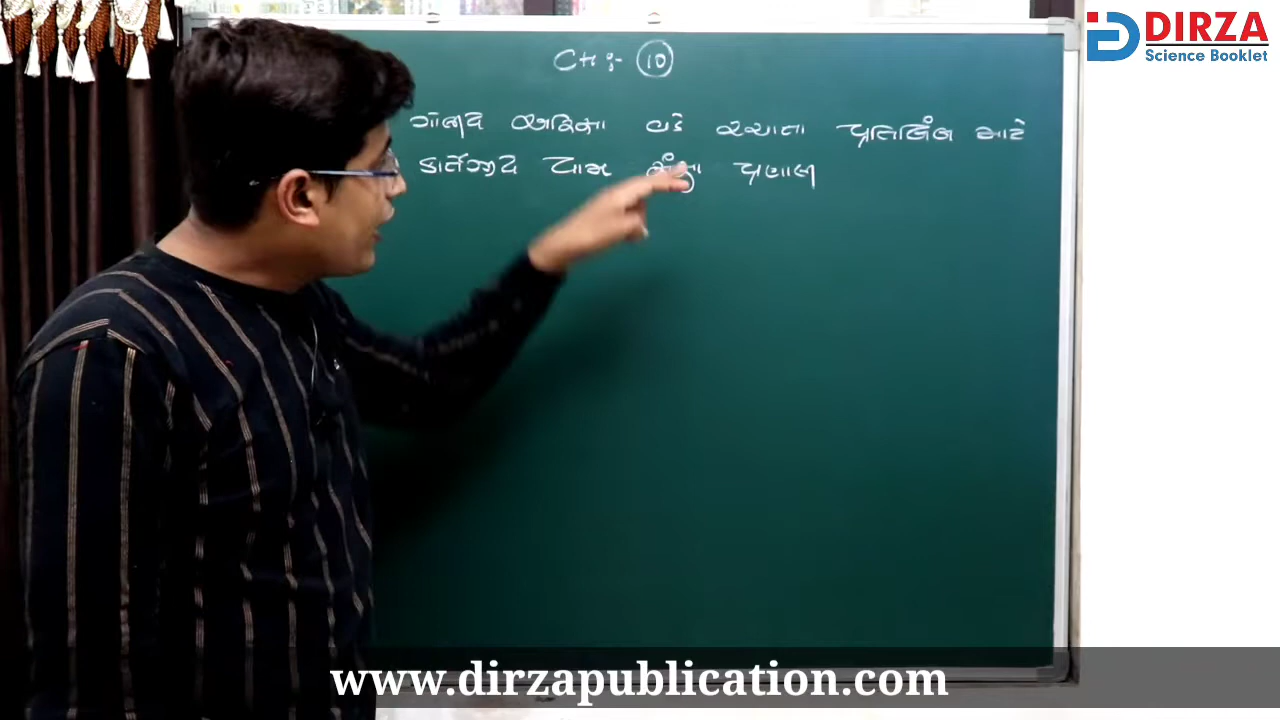 CH :- 10
ગોલીય અરીસા વડે રચાતા પ્રતિબિંબ માટે
કાર્તેઝીય યામ સંજ્ઞા પ્રણાલી
DIRZA
Science Booklet
www.dirzapublication.com